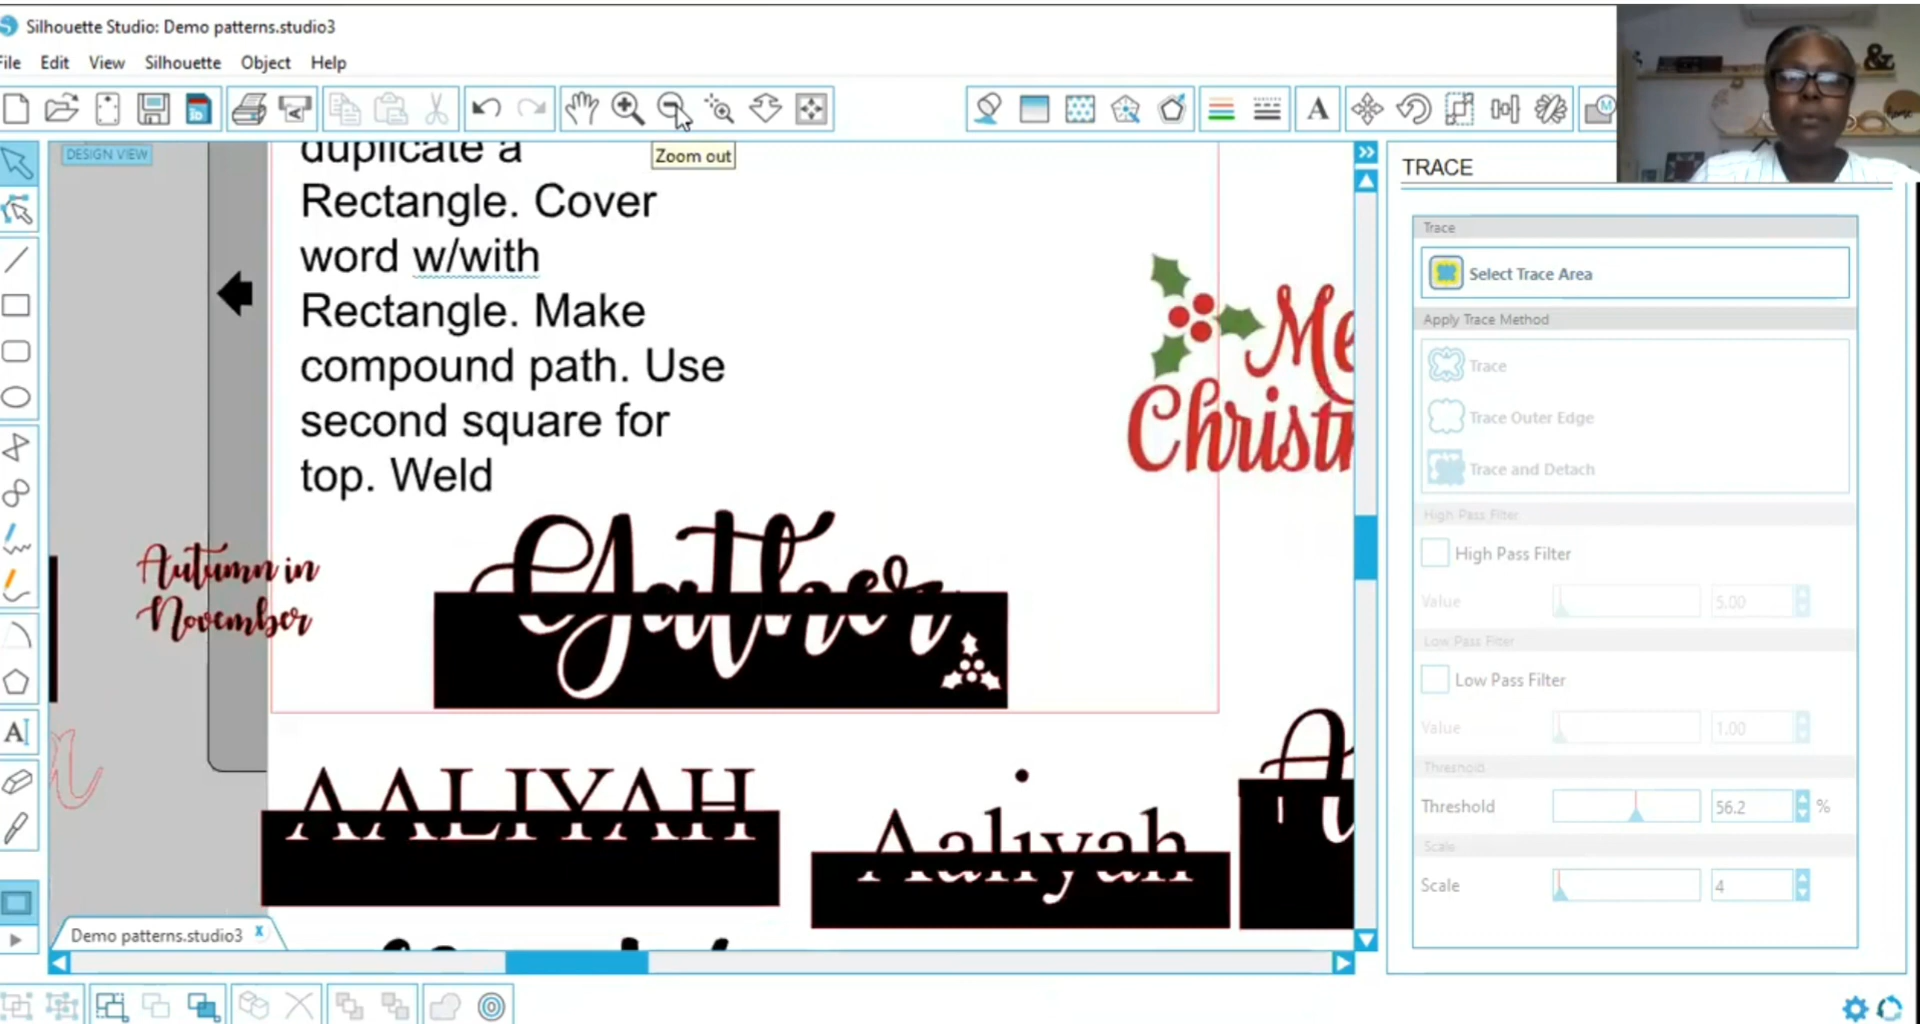 Silhouette Studio: Demo patterns.studio3
File Edit View Silhouette Object Help
Zoom out
DESIGN VIEW
duplicate a
Rectangle. Cover
word w/with
Rectangle. Make
compound path. Use
second square for
top. Weld
Me
Christm
Autumn in
November
Gather
AALIYAH
Aaliyah
A
a
Demo patterns.studio3 x
TRACE
Trace
Select Trace Area
Apply Trace Method
Trace
Trace Outer Edge
Trace and Detach
High Pass Filter
High Pass Filter
Value 5.00
Low Pass Filter
Low Pass Filter
Value 1.00
Threshold
Threshold 56.2 %
Scale
Scale 4
&
home